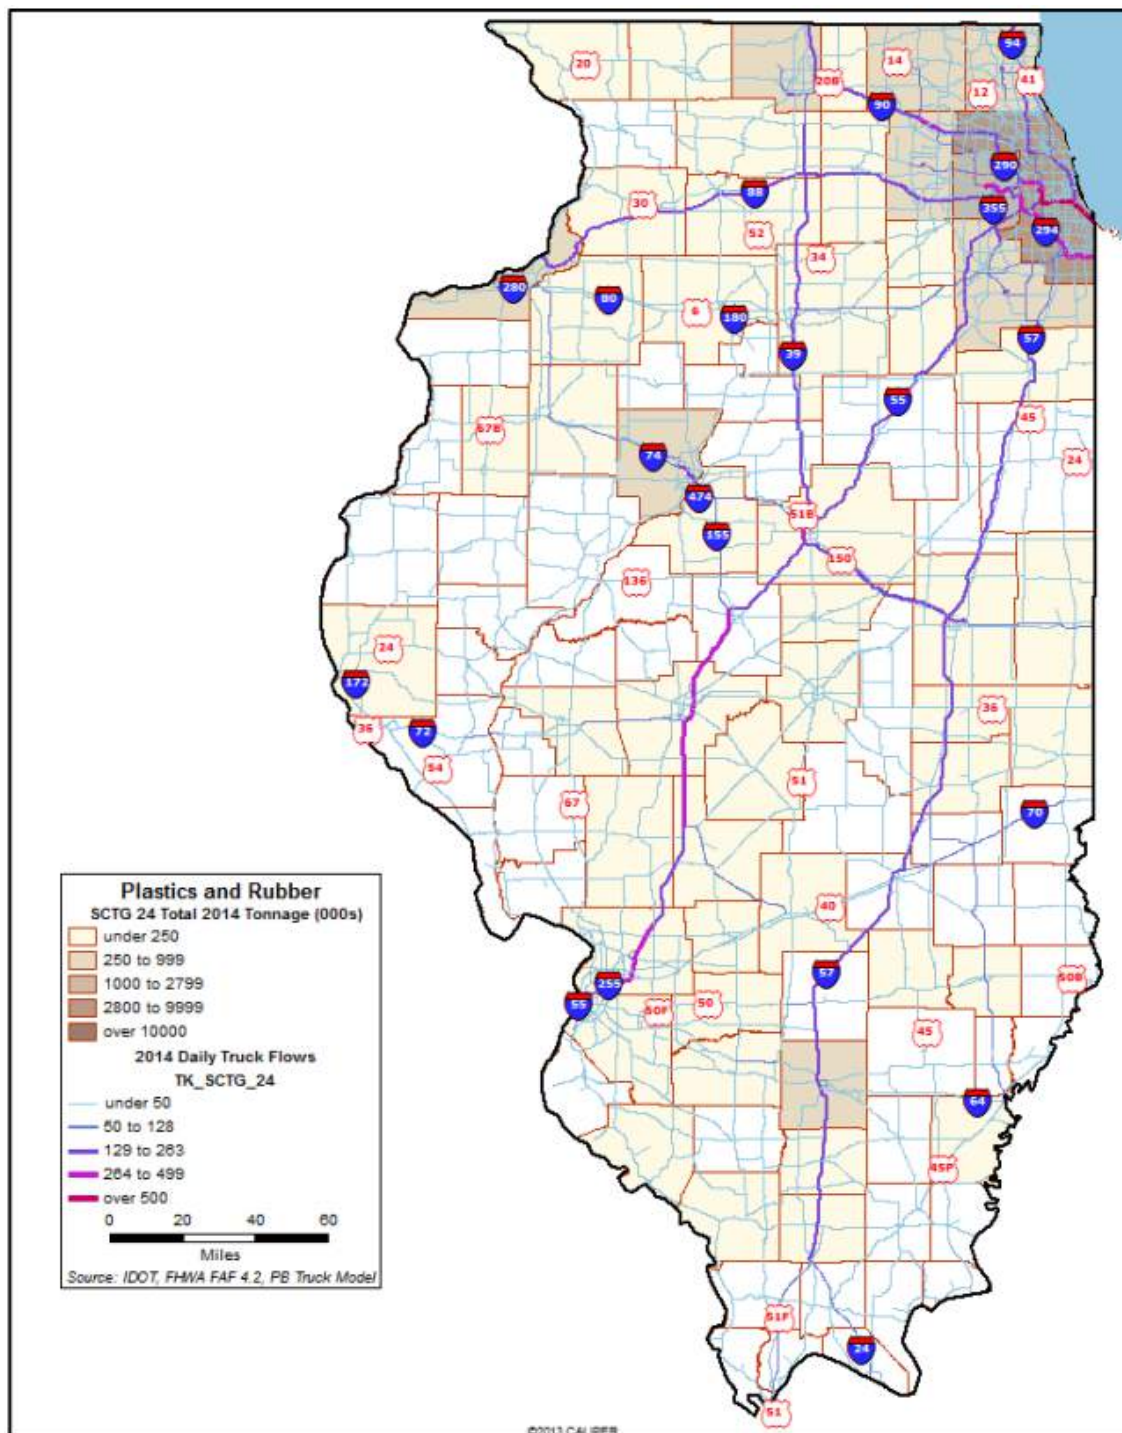 94
20
14
41
20B
12
90
290
88
30
355
52
294
34
280
80
6
180
57
39
55
45
67B
74
24
474
51B
155
150
136
24
172
36
36
72
54
51
67
70
Plastics and Rubber
SCTG 24 Total 2014 Tonnage (000s)
under 250
250 to 999
1000 to 2799
2800 to 9999
over 10000
2014 Daily Truck Flows
TK_SCTG_24
under 50
50 to 128
129 to 263
264 to 499
over 500
0 20 40 60
Miles
Source: IDOT, FHWA FAF 4.2, PB Truck Model
40
57
50B
255
55
50
45
64
45P
24
51